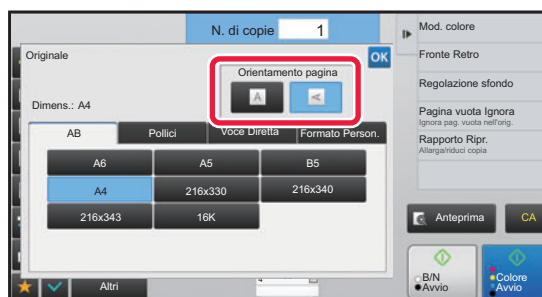 N. di copie 1
Originale
OK
Orientamento pagina
A A
Dimens.: A4
AB
Pollici
Voce Diretta
Formato Person.
A6
A5
B5
A4
216x330
216x340
216x343
16K
Altri
Mod. colore
Fronte Retro
Regolazione sfondo
Pagina vuota Ignora
Ignora pag. vuota nell'orig.
Rapporto Ripr.
Allarga/riduci copia
Anteprima
CA
B/N
Avvio
Colore
Avvio